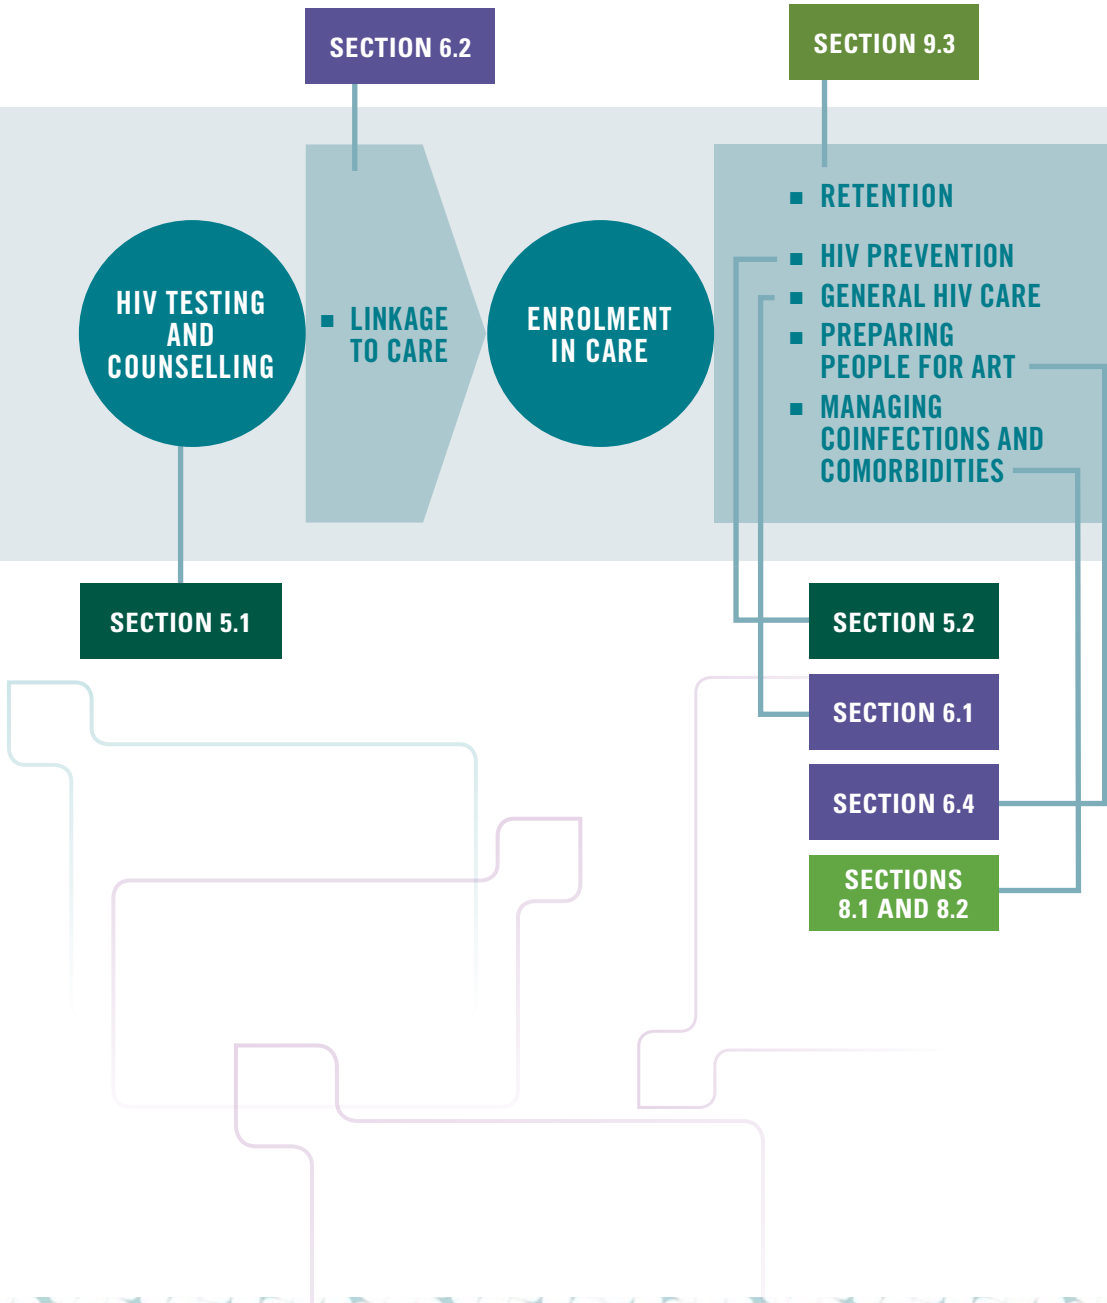 SECTION 6.2
SECTION 9.3
HIV TESTING
AND
COUNSELLING
▪ LINKAGE
TO CARE
ENROLMENT
IN CARE
▪ RETENTION
▪ HIV PREVENTION
▪ GENERAL HIV CARE
▪ PREPARING
PEOPLE FOR ART
▪ MANAGING
COINFECTIONS AND
COMORBIDITIES
SECTION 5.1
SECTION 5.2
SECTION 6.1
SECTION 6.4
SECTIONS
8.1 AND 8.2